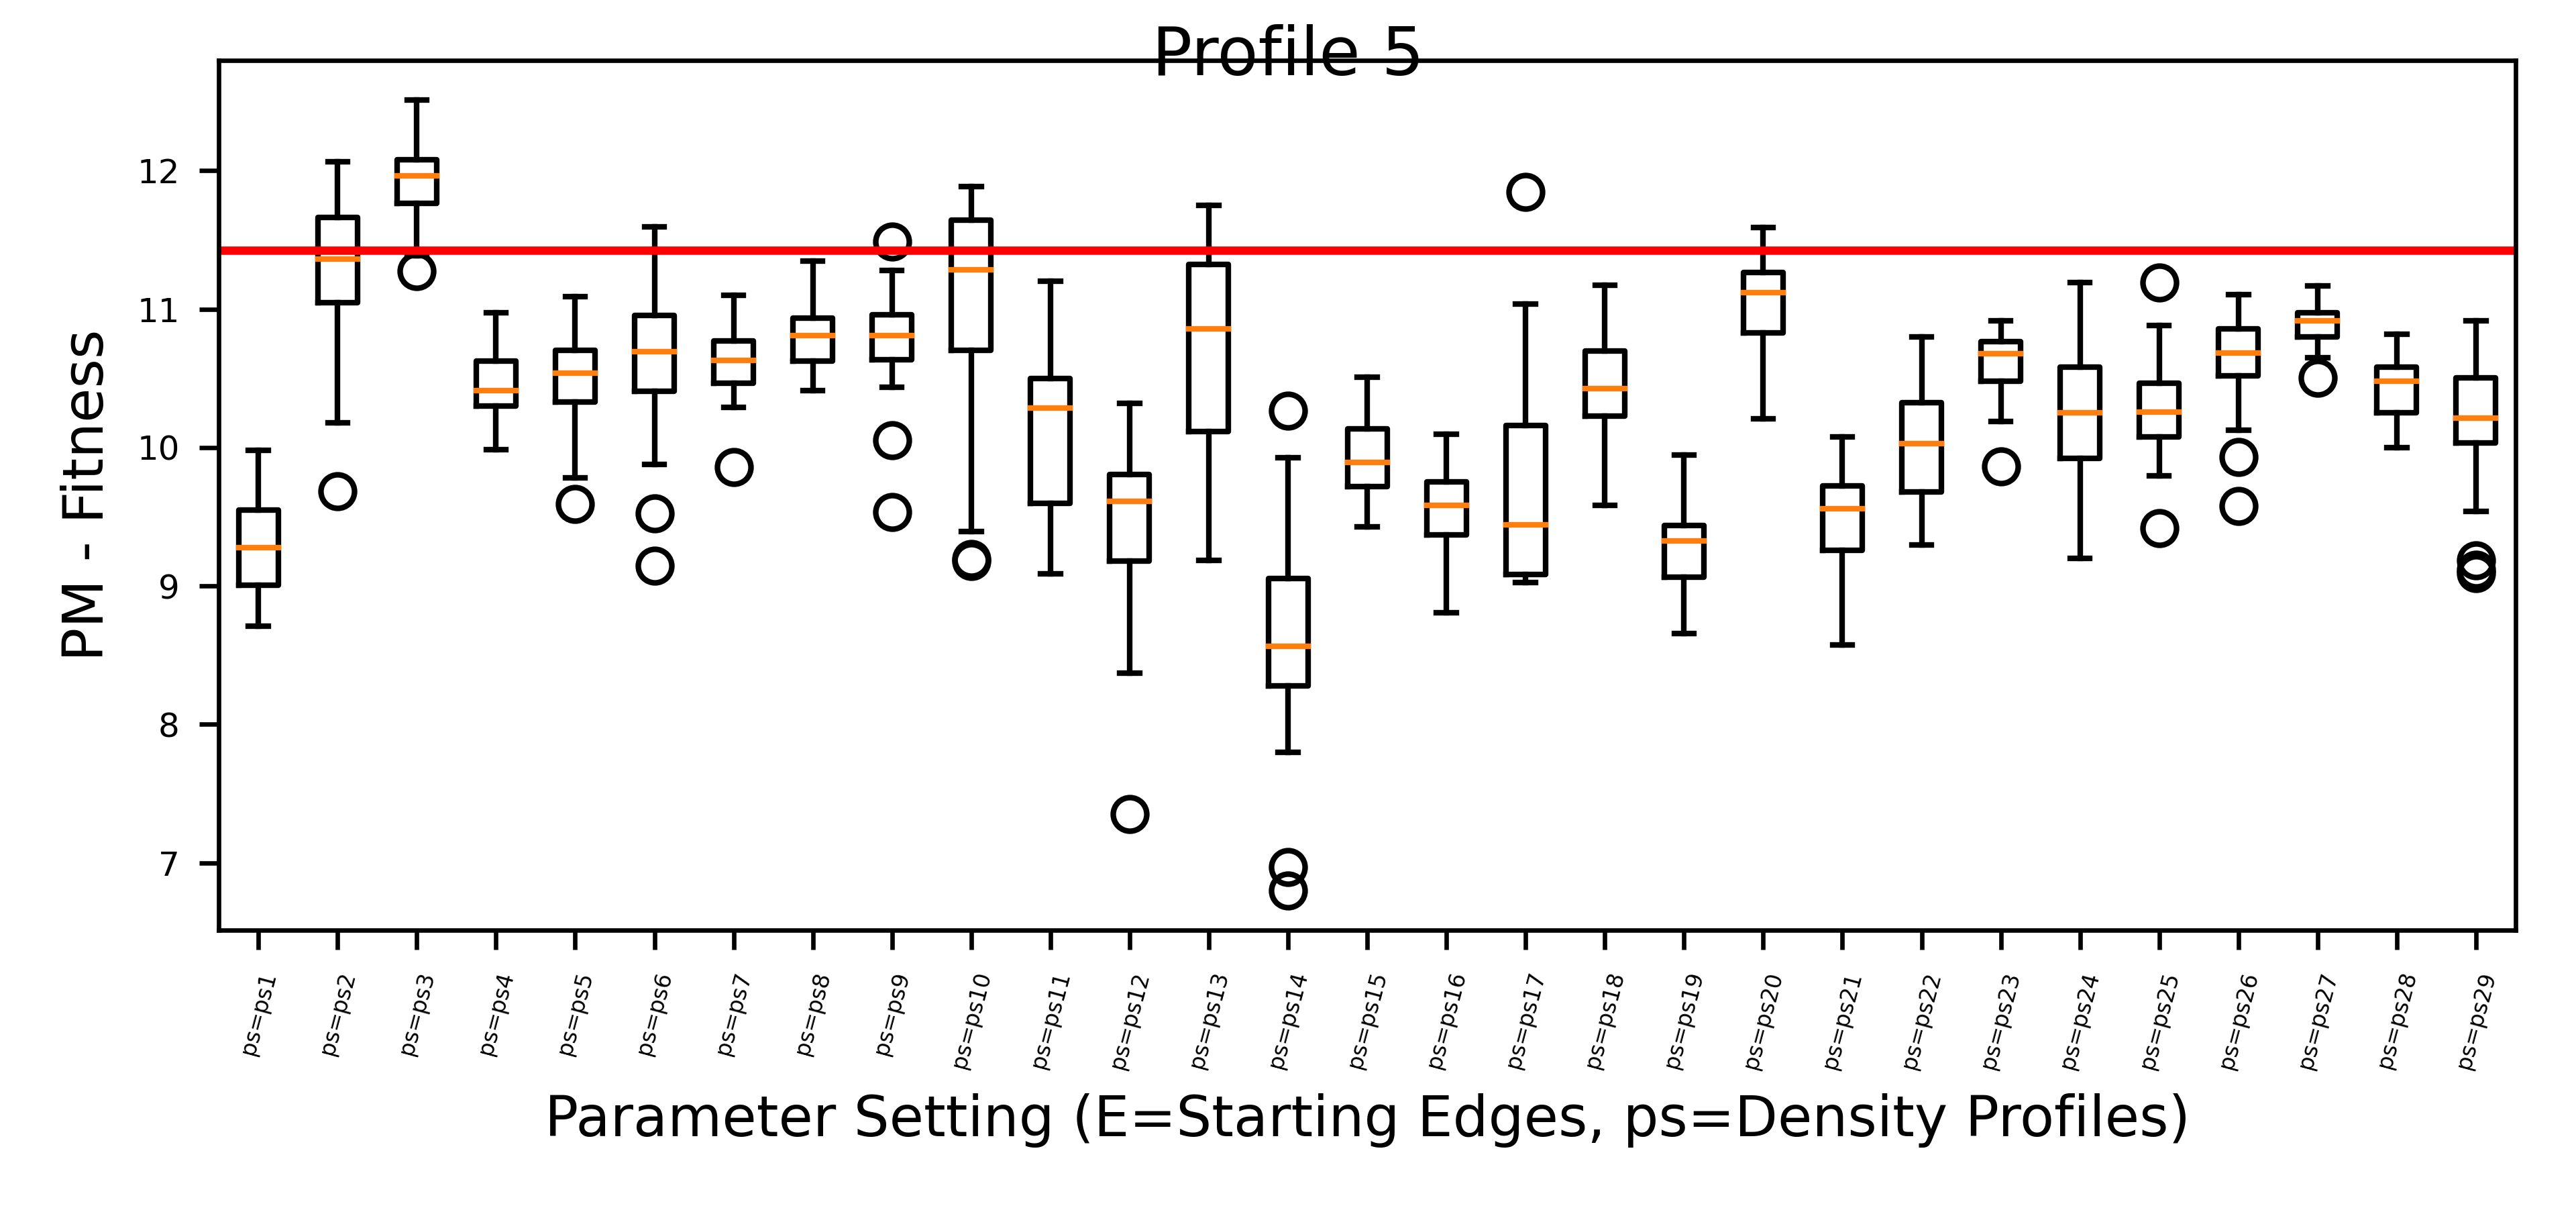 Profile 5
PM - Fitness
12
11
10
9
8
7
ps=ps1
ps=ps2
ps=ps3
ps=ps4
ps=ps5
ps=ps6
ps=ps7
ps=ps8
ps=ps9
ps=ps10
ps=ps11
ps=ps12
ps=ps13
ps=ps14
ps=ps15
ps=ps16
ps=ps17
ps=ps18
ps=ps19
ps=ps20
ps=ps21
ps=ps22
ps=ps23
ps=ps24
ps=ps25
ps=ps26
ps=ps27
ps=ps28
ps=ps29
Parameter Setting (E=Starting Edges, ps=Density Profiles)